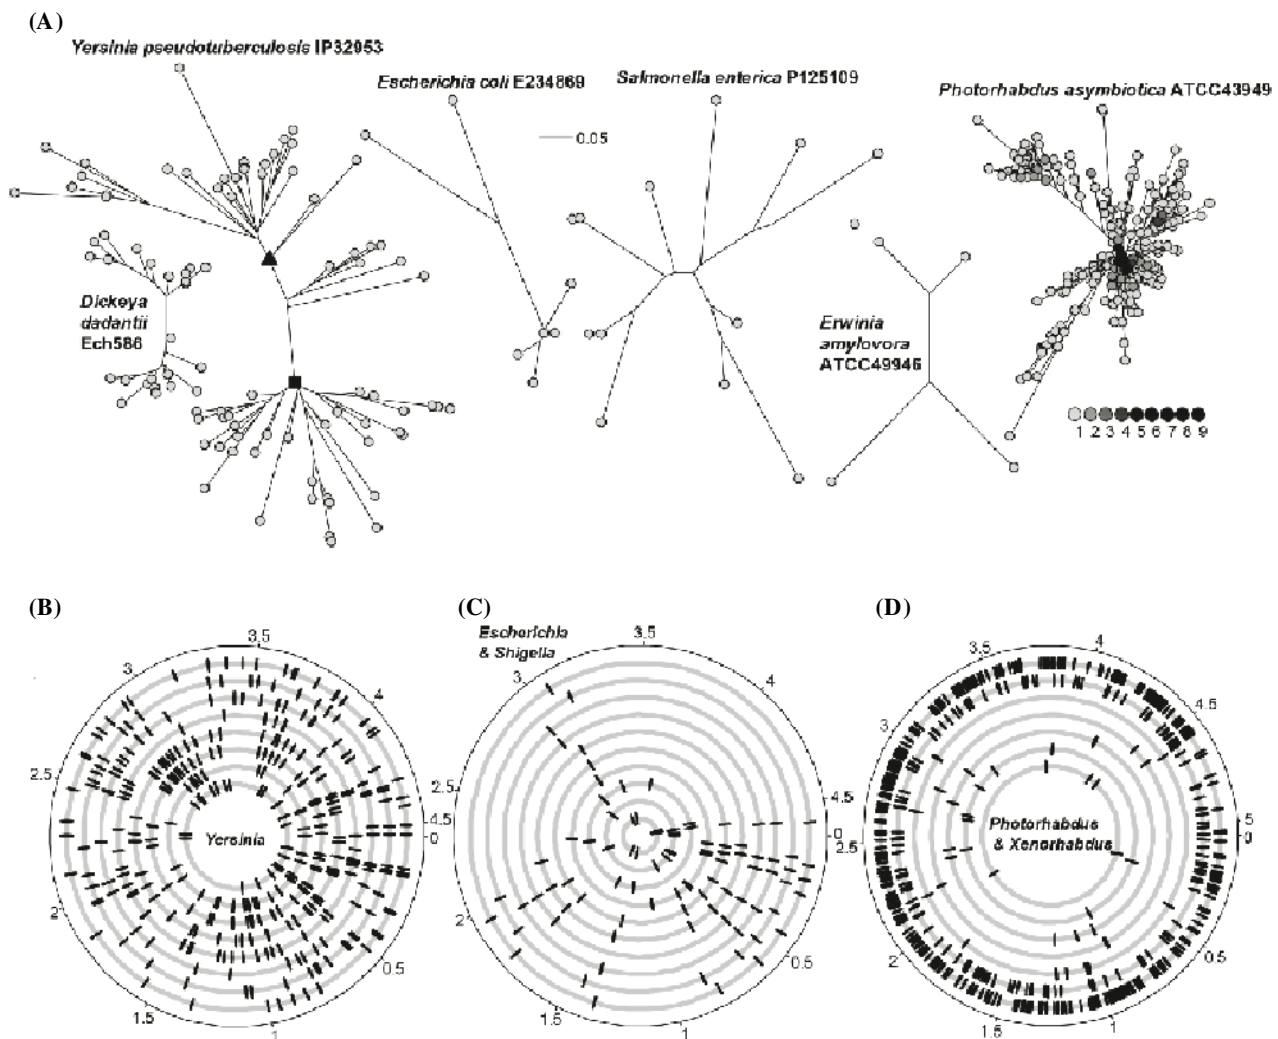 (A)
Yersinia pseudotuberculosis IP32953
Escherichia coli E234869
Salmonella enterica P125109
Photorhabdus asymbiotica ATCC43949
0.05
Dickeya
dadantii
Ech586
Erwinia
amylovora
ATCC49946
1 2 3 4 5 6 7 8 9
(B)
3.5
3
4
2.5
4.5
0
Yersinia
2
0.5
1.5
1
(C)
Escherichia
& Shigella
3.5
3
4
2.5
4.5
0
2
0.5
1.5
1
(D)
3.5
4
4.5
3
5
0
2.5
Photorhabdus
& Xenorhabdus
2
0.5
1.5
1